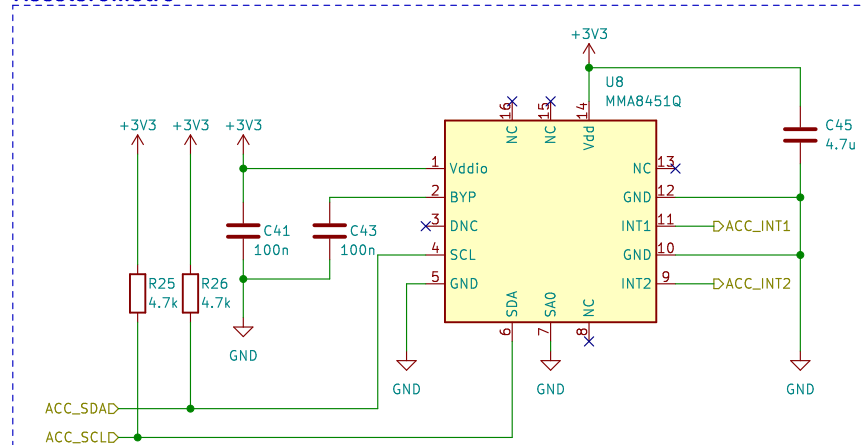 +3V3
U8
MMA8451Q
+3V3
+3V3
+3V3
16
15
14
NC
NC
Vdd
C45
4.7u
1
Vddio
NC
13
2
BYP
GND
12
C41
100n
C43
100n
3
DNC
INT1
11
ACC_INT1
4
SCL
GND
10
R25
4.7k
R26
4.7k
5
GND
INT2
9
ACC_INT2
SDA
SA0
NC
6
7
8
GND
GND
GND
GND
ACC_SDA
ACC_SCL